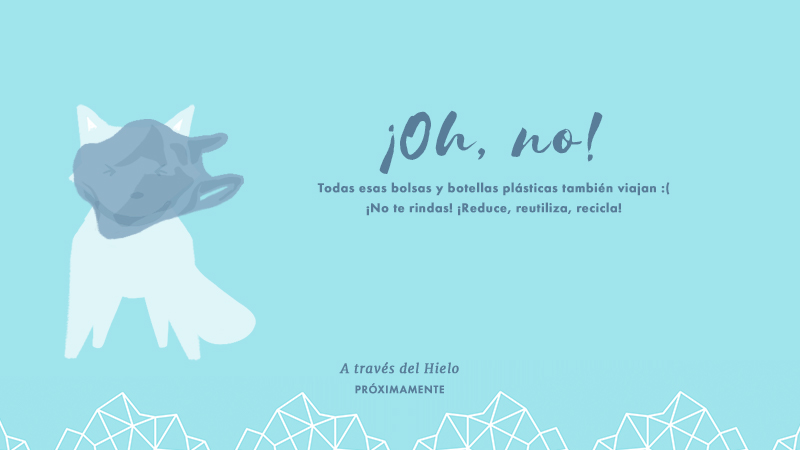 ¡Oh, no!
Todas esas bolsas y botellas plásticas también viajan :(
¡No te rindas! ¡Reduce, reutiliza, recicla!
A través del Hielo
PRÓXIMAMENTE